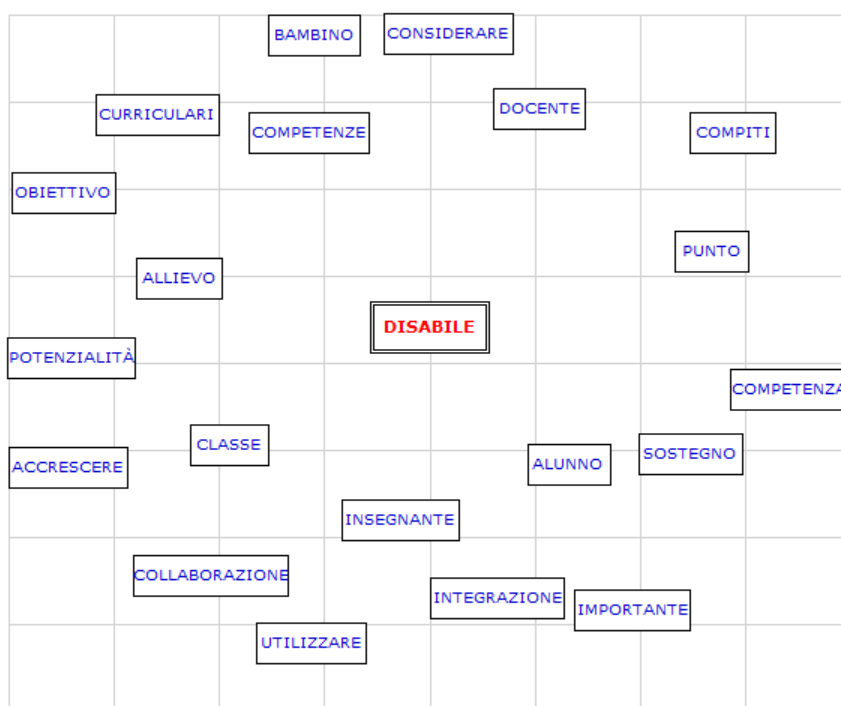 BAMBINO
CONSIDERARE
CURRICULARI
COMPETENZE
DOCENTE
COMPITI
OBIETTIVO
PUNTO
ALLIEVO
DISABILE
POTENZIALITÀ
COMPETENZA
CLASSE
SOSTEGNO
ACCRESCERE
ALUNNO
INSEGNANTE
COLLABORAZIONE
INTEGRAZIONE
IMPORTANTE
UTILIZZARE